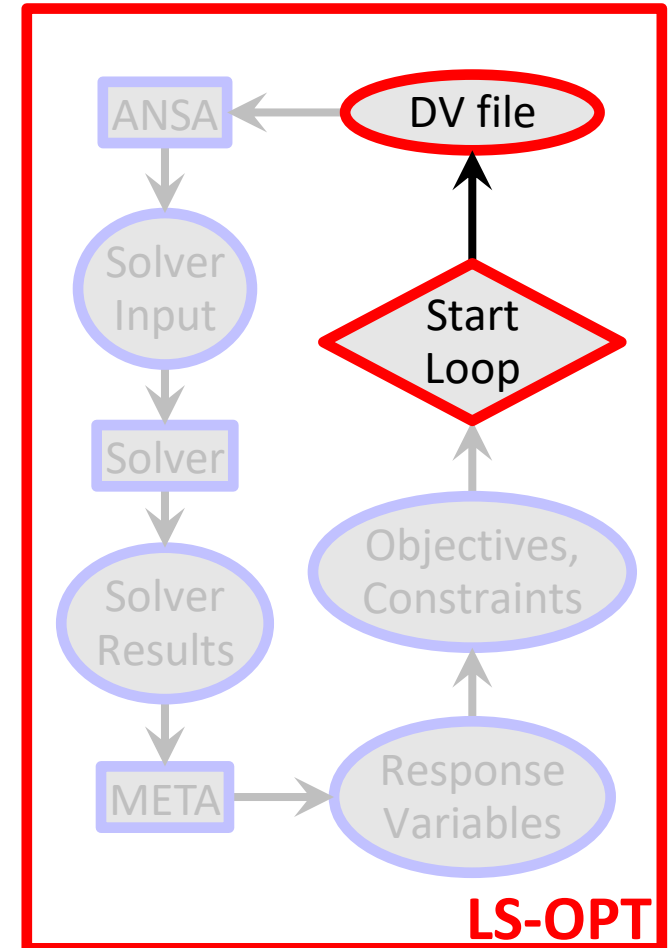 ANSA
DV file
Solver
Input
Start
Loop
Solver
Objectives,
Constraints
Solver
Results
META
Response
Variables
LS-OPT